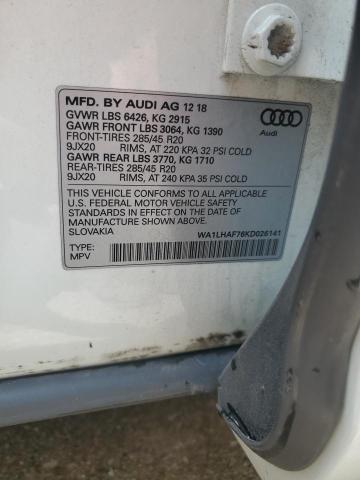 MFD. BY AUDI AG 12 18
GVWR LBS 6426, KG 2915
GAWR FRONT LBS 3064, KG 1390
FRONT-TIRES 285/45 R20
9JX20 RIMS, AT 220 KPA 32 PSI COLD
GAWR REAR LBS 3770, KG 1710
REAR-TIRES 285/45 R20
9JX20 RIMS, AT 240 KPA 35 PSI COLD
Audi
THIS VEHICLE CONFORMS TO ALL APPLICABLE
U.S. FEDERAL MOTOR VEHICLE SAFETY
STANDARDS IN EFFECT ON THE DATE OF
MANUFACTURE SHOWN ABOVE.
SLOVAKIA
WA1LHAF76KD026141
TYPE:
MPV